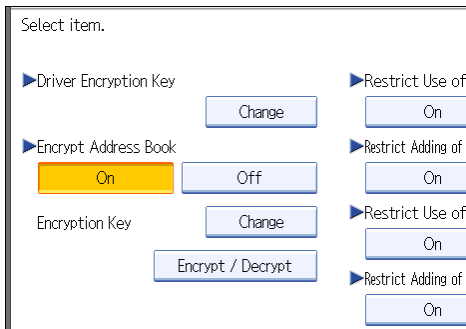 Select item.
Driver Encryption Key
Change
Encrypt Address Book
On Off
Encryption Key Change
Encrypt / Decrypt
Restrict Use of
On
Restrict Adding of
On
Restrict Use of
On
Restrict Adding of
On